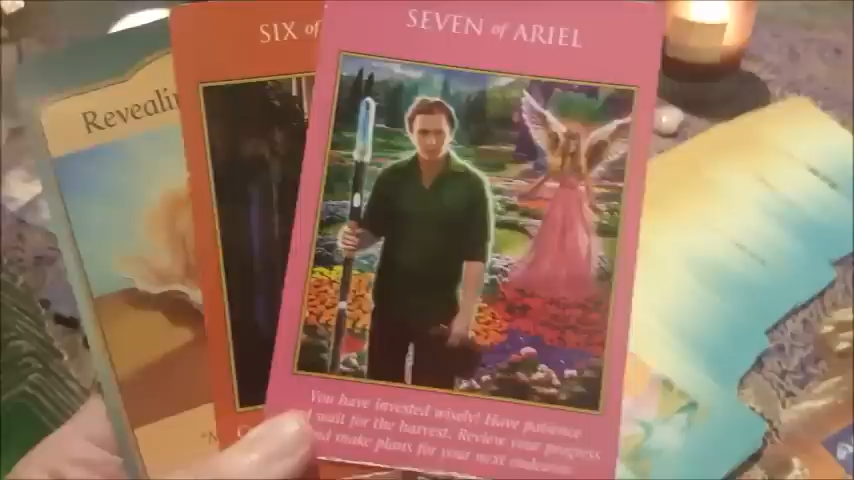 Revealin
SIX of
SEVEN of ARIEL
You have invested wisely! Have patience
wait for the harvest. Review your progress
and make plans for your next endeavor.